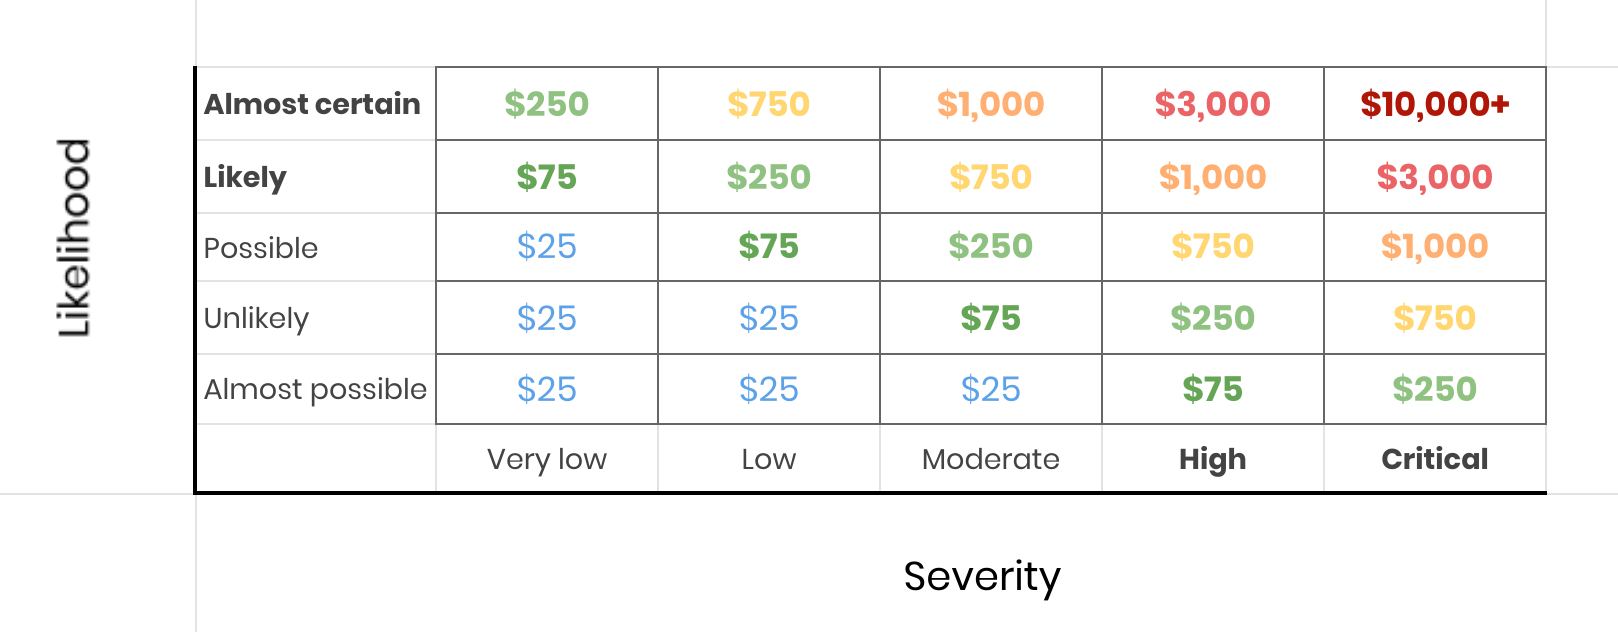 Likelihood
Almost certain $250 $750 $1,000 $3,000 $10,000+
Likely $75 $250 $750 $1,000 $3,000
Possible $25 $75 $250 $750 $1,000
Unlikely $25 $25 $75 $250 $750
Almost possible $25 $25 $25 $75 $250
Very low Low Moderate High Critical
Severity